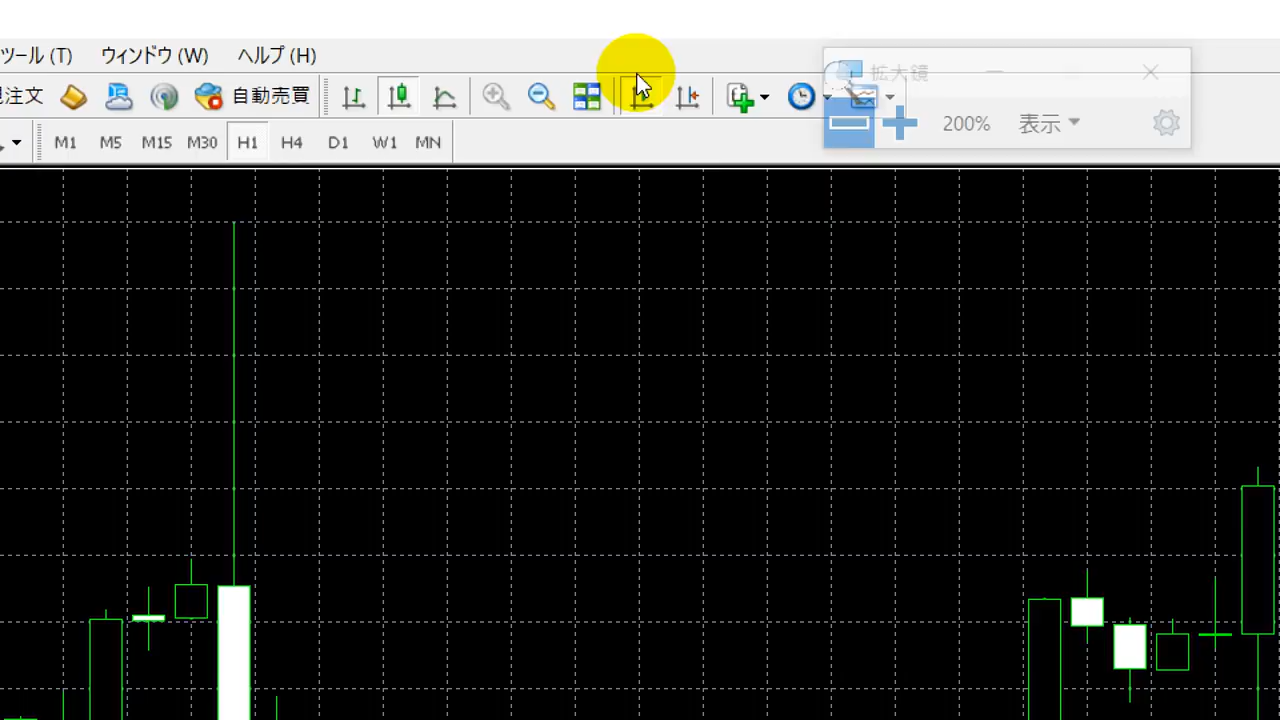 ツール (T) ウィンドウ (W) ヘルプ (H)
拡大鏡
注文 自動売買
200% 表示
M1 M5 M15 M30 H1 H4 D1 W1 MN